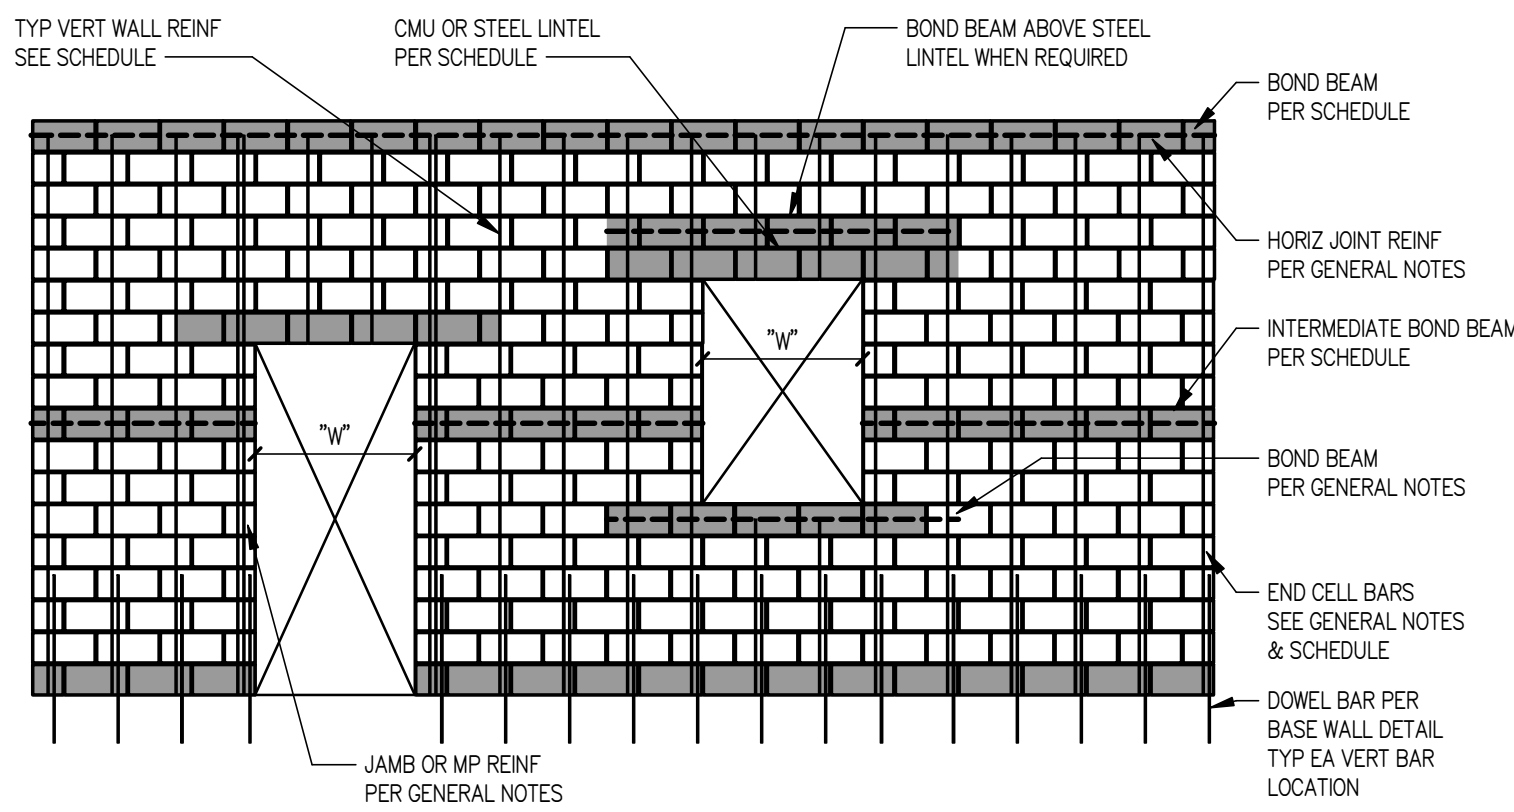 TYP VERT WALL REINF
SEE SCHEDULE
CMU OR STEEL LINTEL
PER SCHEDULE
BOND BEAM ABOVE STEEL
LINTEL WHEN REQUIRED
BOND BEAM
PER SCHEDULE
HORIZ JOINT REINF
PER GENERAL NOTES
INTERMEDIATE BOND BEAM
PER SCHEDULE
"W"
"W"
BOND BEAM
PER GENERAL NOTES
END CELL BARS
SEE GENERAL NOTES
& SCHEDULE
DOWEL BAR PER
BASE WALL DETAIL
TYP EA VERT BAR
LOCATION
JAMB OR MP REINF
PER GENERAL NOTES